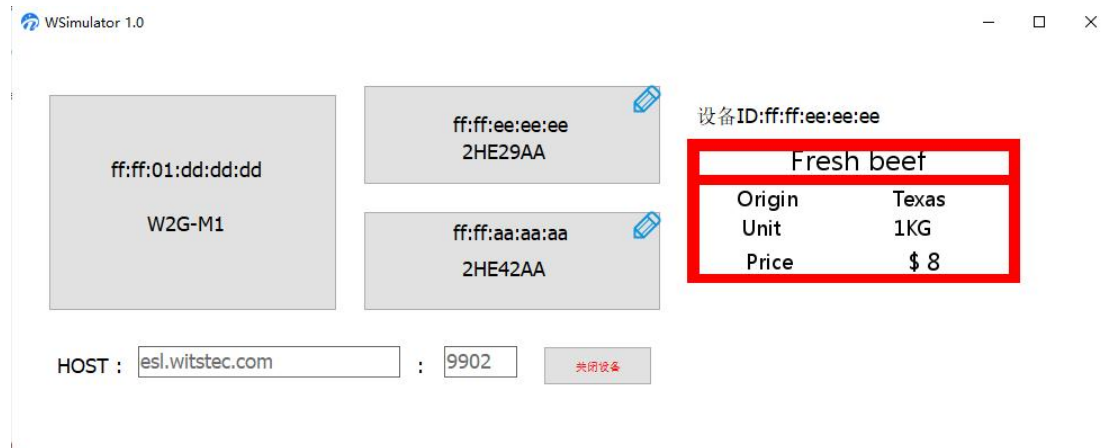 WSimulator 1.0
ff:ff:01:dd:dd:dd
W2G-M1
ff:ff:ee:ee:ee
2HE29AA
ff:ff:aa:aa:aa
2HE42AA
设备ID:ff:ff:ee:ee:ee
Fresh beef
Origin Texas
Unit 1KG
Price $ 8
HOST : esl.witstec.com : 9902 关闭设备